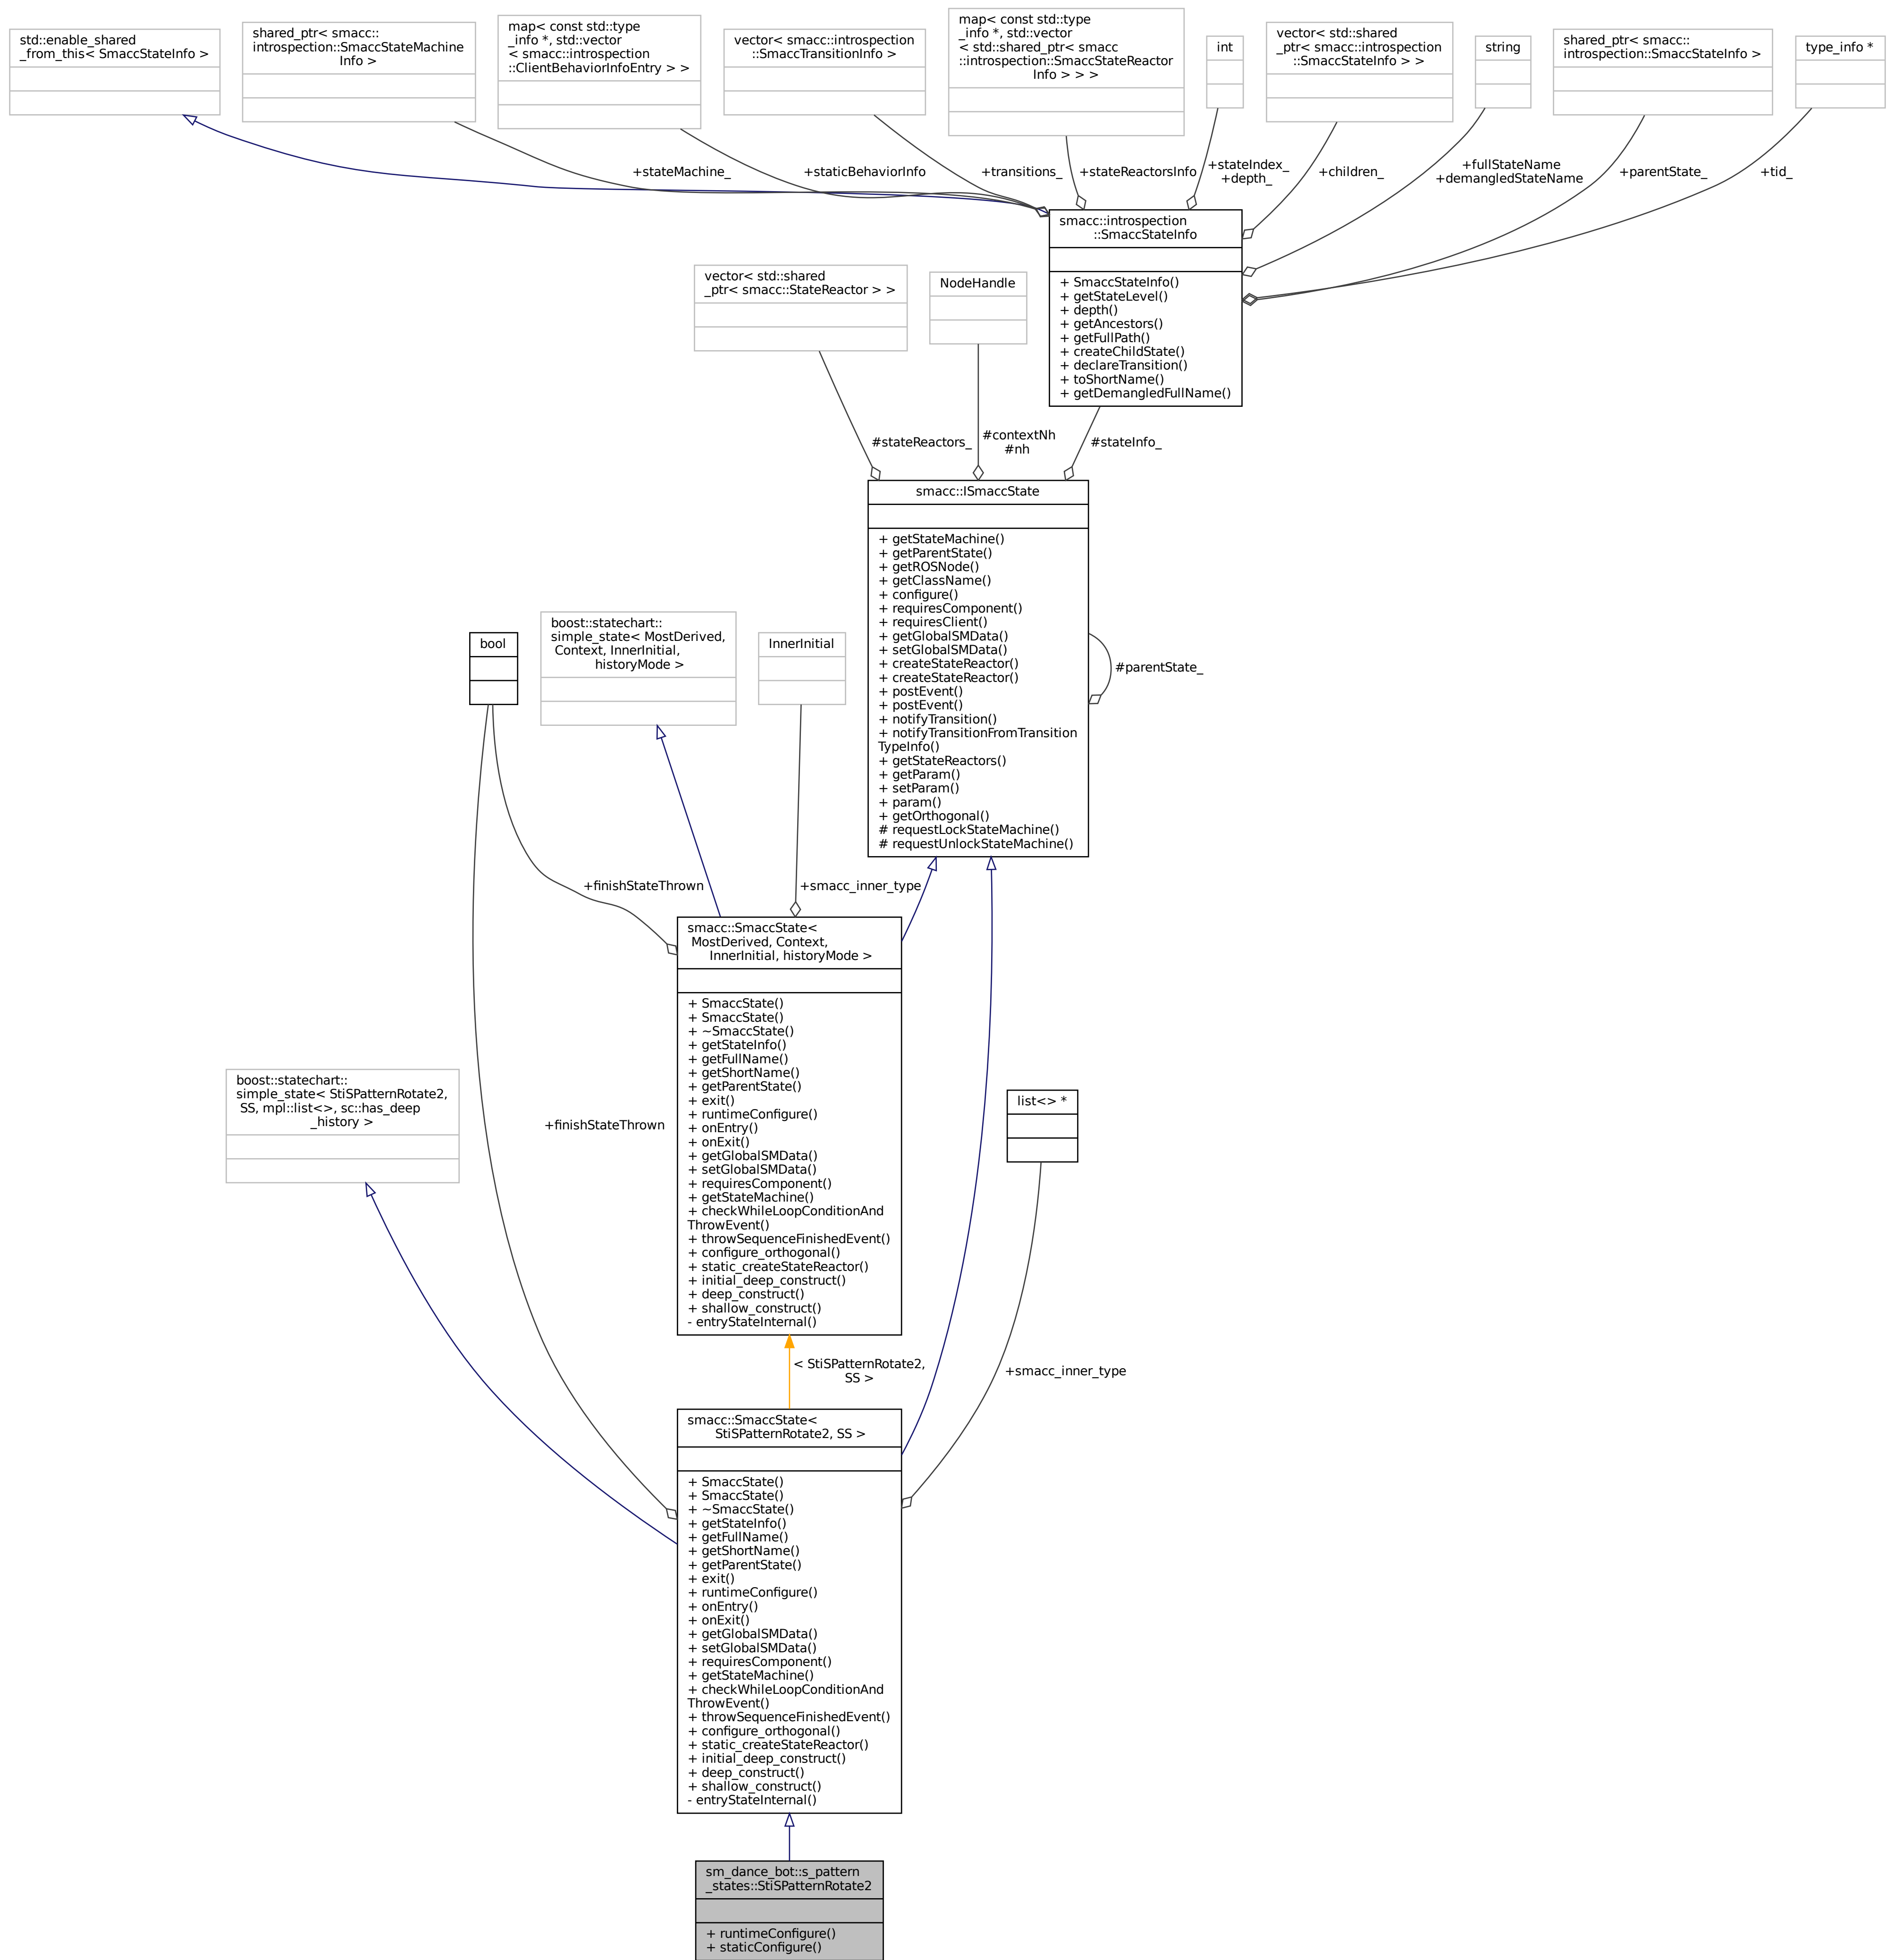 std::enable_shared
_from_this< SmaccStateInfo >
shared_ptr< smacc::
introspection::SmaccStateMachine
Info >
map< const std::type
_info *, std::vector
< smacc::introspection
::ClientBehaviorInfoEntry > >
vector< smacc::introspection
::SmaccTransitionInfo >
map< const std::type
_info *, std::vector
< std::shared_ptr< smacc
::introspection::SmaccStateReactor
Info > > >
int
vector< std::shared
_ptr< smacc::introspection
::SmaccStateInfo > >
string
shared_ptr< smacc::
introspection::SmaccStateInfo >
type_info *
+stateMachine_
+staticBehaviorInfo
+transitions_
+stateReactorsInfo
+stateIndex_
+depth_
+children_
+fullStateName
+demangledStateName
+parentState_
+tid_
smacc::introspection
::SmaccStateInfo
+ SmaccStateInfo()
+ getStateLevel()
+ depth()
+ getAncestors()
+ getFullPath()
+ createChildState()
+ declareTransition()
+ toShortName()
+ getDemangledFullName()
vector< std::shared
_ptr< smacc::StateReactor > >
NodeHandle
#stateReactors_
#contextNh
#nh
#stateInfo_
smacc::ISmaccState
+ getStateMachine()
+ getParentState()
+ getROSNode()
+ getClassName()
+ configure()
+ requiresComponent()
+ requiresClient()
+ getGlobalSMData()
+ setGlobalSMData()
+ createStateReactor()
+ createStateReactor()
+ postEvent()
+ postEvent()
+ notifyTransition()
+ notifyTransitionFromTransition
TypeInfo()
+ getStateReactors()
+ getParam()
+ setParam()
+ param()
+ getOrthogonal()
# requestLockStateMachine()
# requestUnlockStateMachine()
#parentState_
bool
boost::statechart::
simple_state< MostDerived,
Context, InnerInitial,
historyMode >
InnerInitial
+finishStateThrown
+smacc_inner_type
smacc::SmaccState<
MostDerived, Context,
InnerInitial, historyMode >
+ SmaccState()
+ SmaccState()
+ ~SmaccState()
+ getStateInfo()
+ getFullName()
+ getShortName()
+ getParentState()
+ exit()
+ runtimeConfigure()
+ onEntry()
+ onExit()
+ getGlobalSMData()
+ setGlobalSMData()
+ requiresComponent()
+ getStateMachine()
+ checkWhileLoopConditionAnd
ThrowEvent()
+ throwSequenceFinishedEvent()
+ configure_orthogonal()
+ static_createStateReactor()
+ initial_deep_construct()
+ deep_construct()
+ shallow_construct()
- entryStateInternal()
boost::statechart::
simple_state< StiSPatternRotate2,
SS, mpl::list<>, sc::has_deep
_history >
+finishStateThrown
list<> *
< StiSPatternRotate2,
SS >
+smacc_inner_type
smacc::SmaccState<
StiSPatternRotate2, SS >
+ SmaccState()
+ SmaccState()
+ ~SmaccState()
+ getStateInfo()
+ getFullName()
+ getShortName()
+ getParentState()
+ exit()
+ runtimeConfigure()
+ onEntry()
+ onExit()
+ getGlobalSMData()
+ setGlobalSMData()
+ requiresComponent()
+ getStateMachine()
+ checkWhileLoopConditionAnd
ThrowEvent()
+ throwSequenceFinishedEvent()
+ configure_orthogonal()
+ static_createStateReactor()
+ initial_deep_construct()
+ deep_construct()
+ shallow_construct()
- entryStateInternal()
sm_dance_bot::s_pattern
_states::StiSPatternRotate2
+ runtimeConfigure()
+ staticConfigure()